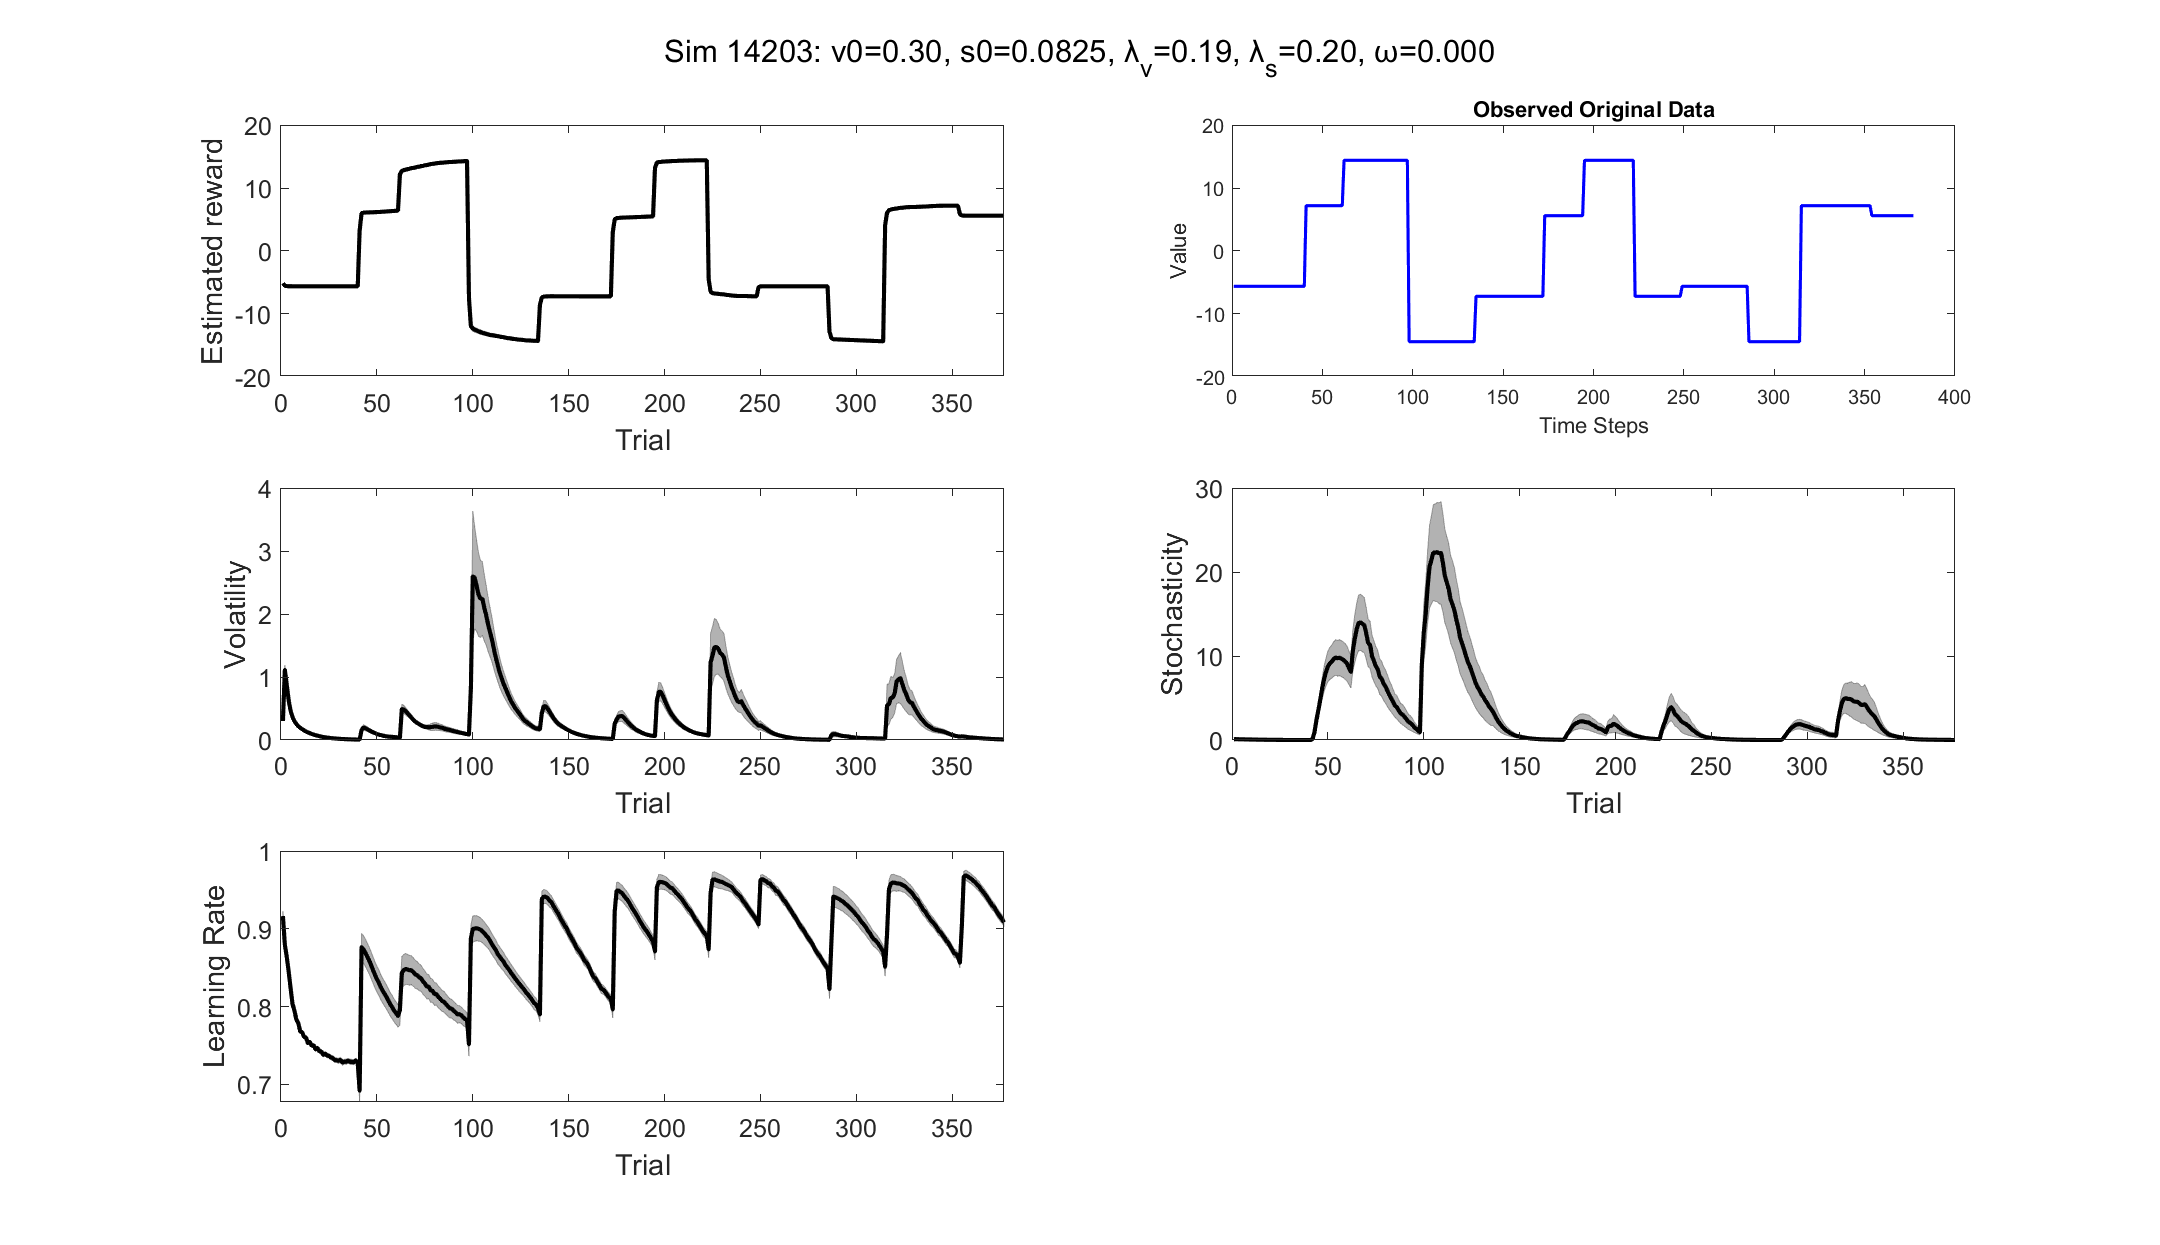 Sim 14203: v0=0.30, s0=0.0825, λv=0.19, λs=0.20, ω=0.000
Estimated reward
20
10
0
-10
-20
0 50 100 150 200 250 300 350
Trial
Observed Original Data
Value
20
10
0
-10
-20
0 50 100 150 200 250 300 350 400
Time Steps
Volatility
4
3
2
1
0
0 50 100 150 200 250 300 350
Trial
Stochasticity
30
20
10
0
0 50 100 150 200 250 300 350
Trial
Learning Rate
1
0.9
0.8
0.7
0 50 100 150 200 250 300 350
Trial